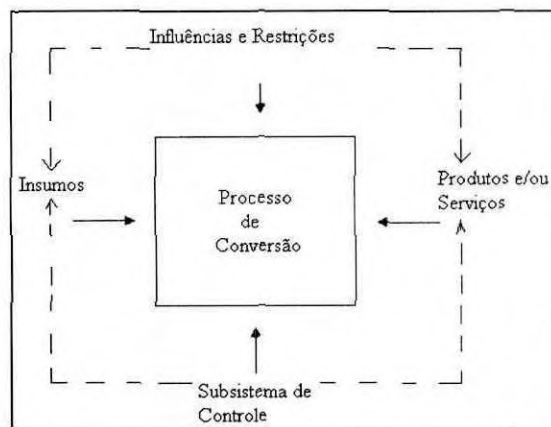 Influências e Restrições
Insumos
Processo
de
Conversão
Produtos e/ou
Serviços
Subsistema de
Controle